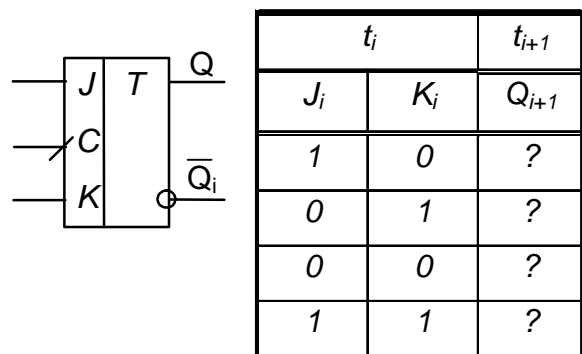 J T Q
C
K Q̅i
ti ti+1
Ji Ki Qi+1
1 0 ?
0 1 ?
0 0 ?
1 1 ?